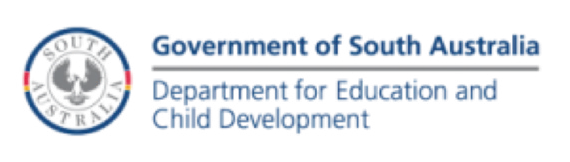 SOUTH
AUSTRALIA
Government of South Australia
Department for Education and
Child Development